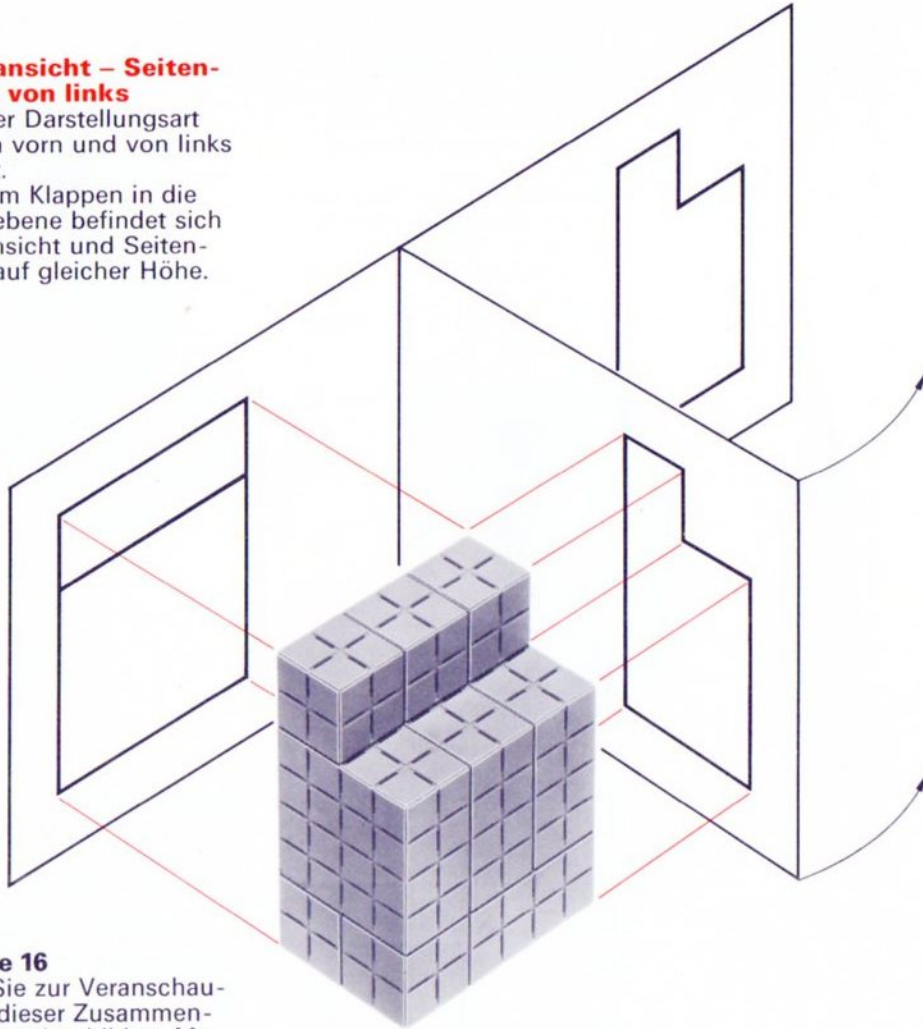 ansicht – Seiten-
von links
er Darstellungsart
vorn und von links
m Klappen in die
ebene befindet sich
nsicht und Seiten-
auf gleicher Höhe.
e 16
Sie zur Veranschau-
dieser Zusammen-